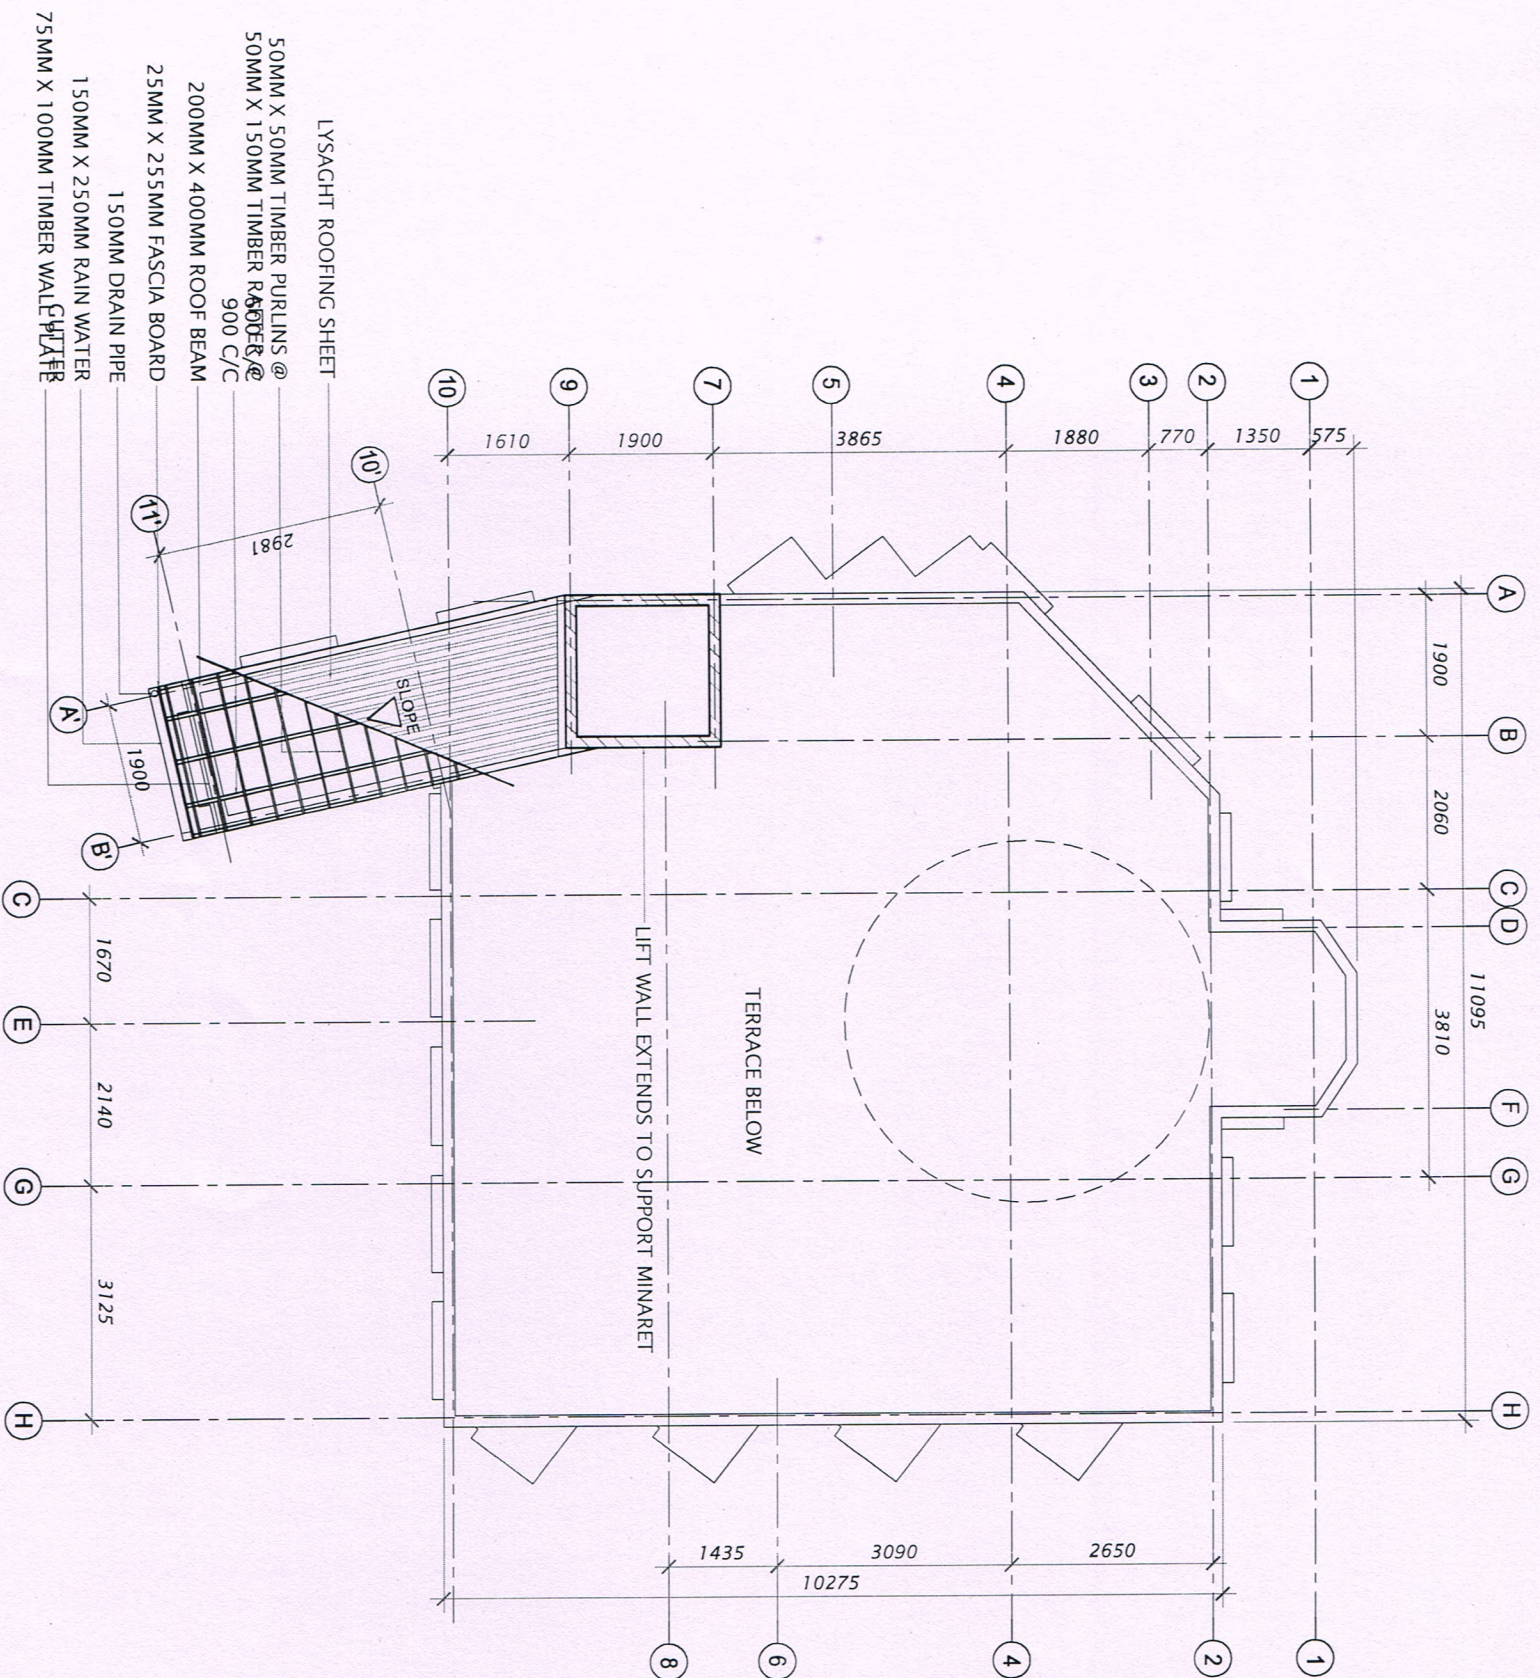 LYSAGHT ROOFING SHEET
50MM X 50MM TIMBER PURLINS @
600 C/C
50MM X 150MM TIMBER RAFTER @
900 C/C
200MM X 400MM ROOF BEAM
25MM X 255MM FASCIA BOARD
150MM DRAIN PIPE
150MM X 250MM RAIN WATER
GUTTER
75MM X 100MM TIMBER WALL PLATE
10
9
7
5
4
3
2
1
1610
1900
3865
1880
770
1350
575
10'
11'
2981
A'
B'
1900
SLOPE
A
B
C
D
F
G
H
1900
2060
3810
11095
TERRACE BELOW
LIFT WALL EXTENDS TO SUPPORT MINARET
C
E
G
H
1670
2140
3125
1435
3090
2650
10275
8
6
4
2
1